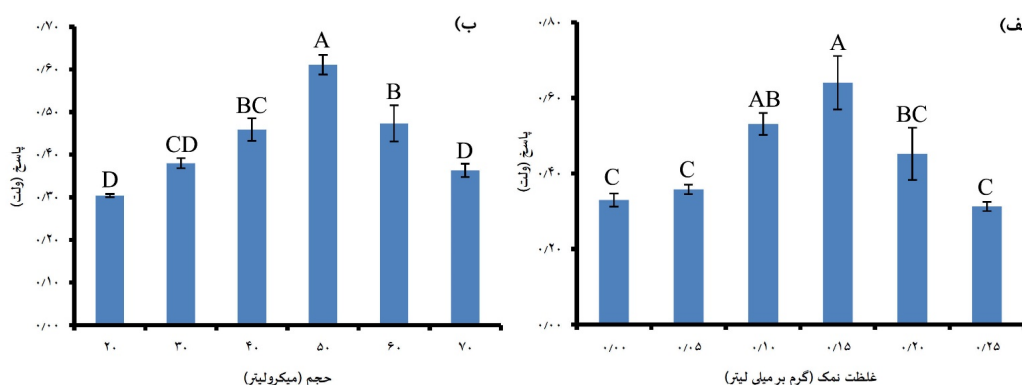 ف)
۰/۸۰
۰/۶۰
۰/۴۰
۰/۲۰
۰/۰۰
پاسخ (ولت)
C
C
AB
A
BC
C
۰/۰۰ ۰/۰۵ ۰/۱۰ ۰/۱۵ ۰/۲۰ ۰/۲۵
غلظت نمک (گرم بر میلی لیتر)
ب)
۰/۷۰
۰/۶۰
۰/۵۰
۰/۴۰
۰/۳۰
۰/۲۰
۰/۱۰
۰/۰۰
پاسخ (ولت)
D
CD
BC
A
B
D
۲۰ ۳۰ ۴۰ ۵۰ ۶۰ ۷۰
حجم (میکرولیتر)